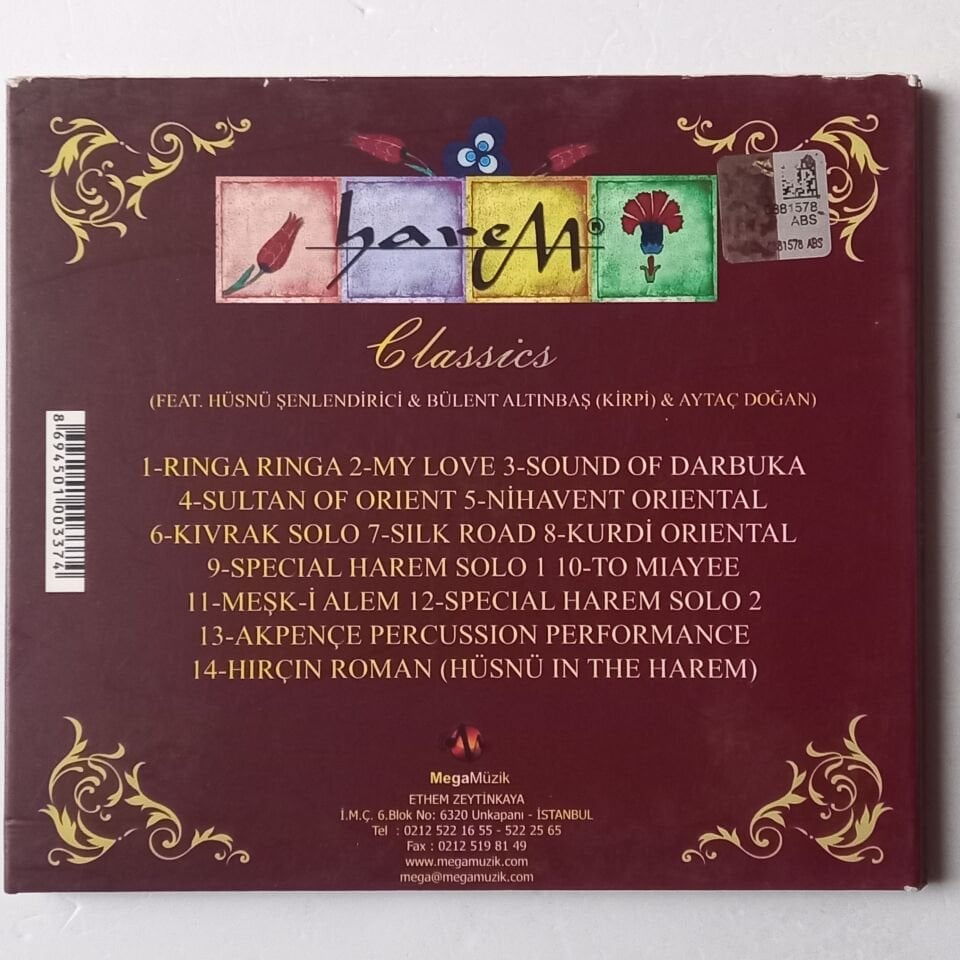 hareM®
0881578
ABS
81578 ABS
Classics
(FEAT. HÜSNÜ ŞENLENDİRİCİ & BÜLENT ALTINBAŞ (KİRPİ) & AYTAÇ DOĞAN)
8694501003374
1-RINGA RINGA 2-MY LOVE 3-SOUND OF DARBUKA
4-SULTAN OF ORIENT 5-NİHAVENT ORIENTAL
6-KIVRAK SOLO 7-SILK ROAD 8-KURDİ ORIENTAL
9-SPECIAL HAREM SOLO 1 10-TO MIAYEE
11-MEŞK-İ ALEM 12-SPECIAL HAREM SOLO 2
13-AKPENÇE PERCUSSION PERFORMANCE
14-HIRÇIN ROMAN (HÜSNÜ IN THE HAREM)
MegaMüzik
ETHEM ZEYTİNKAYA
İ.M.Ç. 6.Blok No: 6320 Unkapanı - İSTANBUL
Tel : 0212 522 16 55 - 522 25 65
Fax : 0212 519 81 49
www.megamuzik.com
mega@megamuzik.com